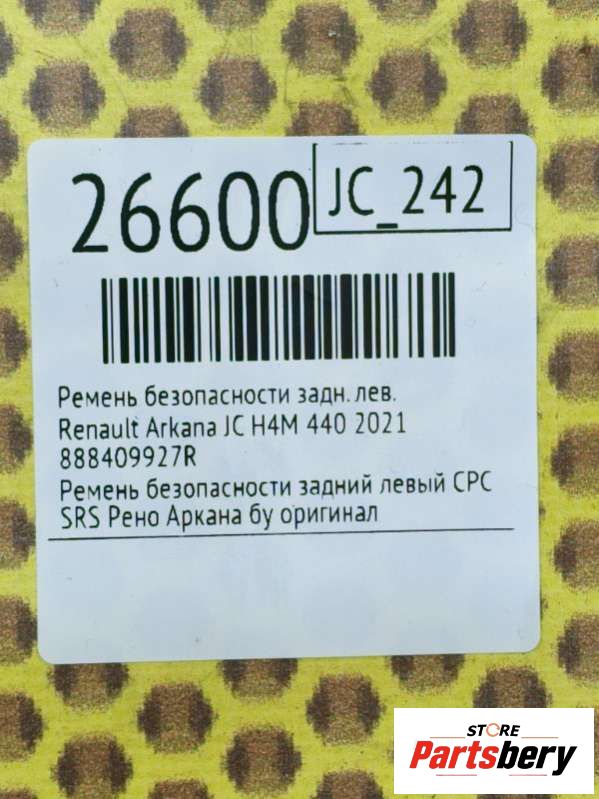 26600 JC_242
Ремень безопасности задн. лев.
Renault Arkana JC H4M 440 2021
888409927R
Ремень безопасности задний левый СРС
SRS Рено Аркана бу оригинал
STORE
Partsbery